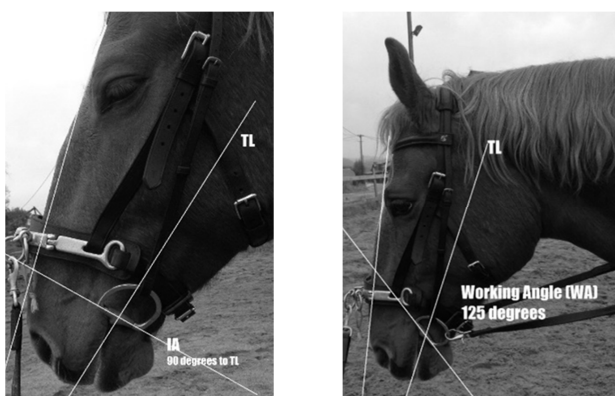 TL
IA
90 degrees to TL
TL
Working Angle (WA)
125 degrees